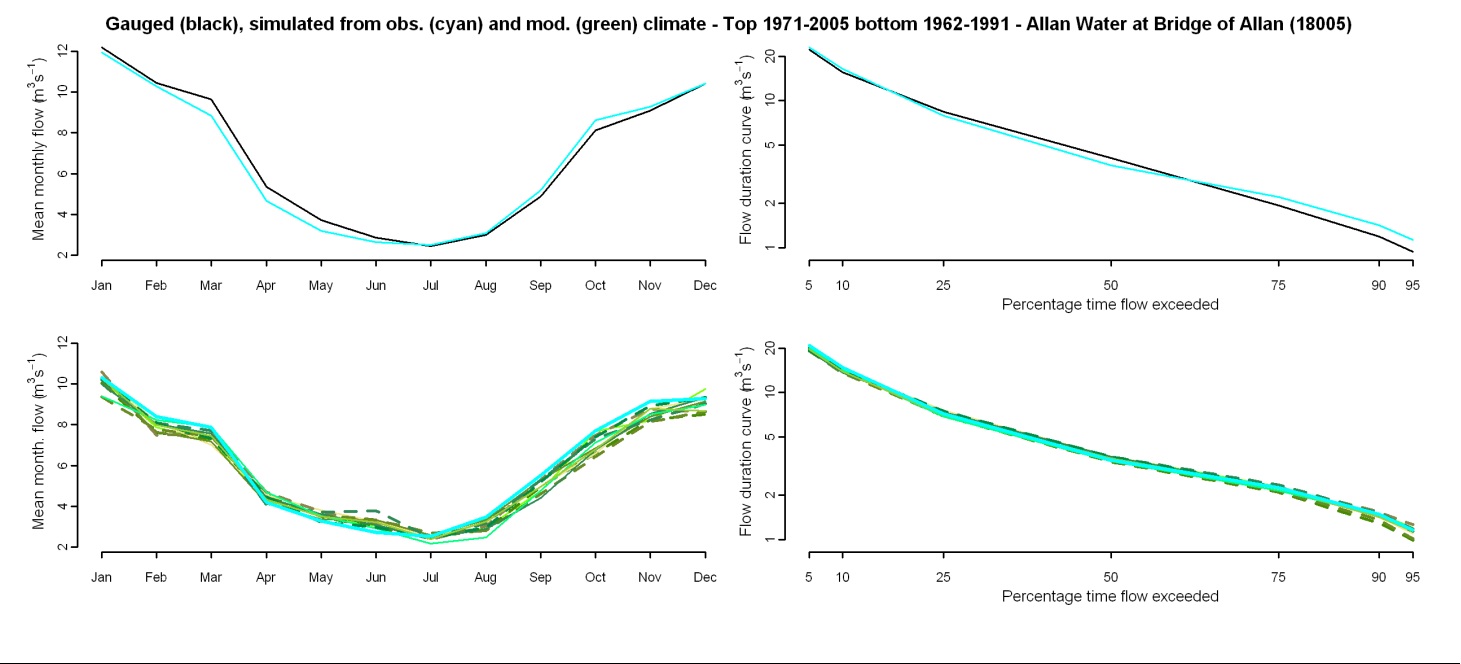 Gauged (black), simulated from obs. (cyan) and mod. (green) climate - Top 1971-2005 bottom 1962-1991 - Allan Water at Bridge of Allan (18005)
Mean monthly flow (m³s⁻¹)
12
10
8
6
4
2
Jan Feb Mar Apr May Jun Jul Aug Sep Oct Nov Dec
Flow duration curve (m³s⁻¹)
20
10
5
2
1
5 10 25 50 75 90 95
Percentage time flow exceeded
Mean month. flow (m³s⁻¹)
12
10
8
6
4
2
Jan Feb Mar Apr May Jun Jul Aug Sep Oct Nov Dec
Flow duration curve (m³s⁻¹)
20
10
5
2
1
5 10 25 50 75 90 95
Percentage time flow exceeded